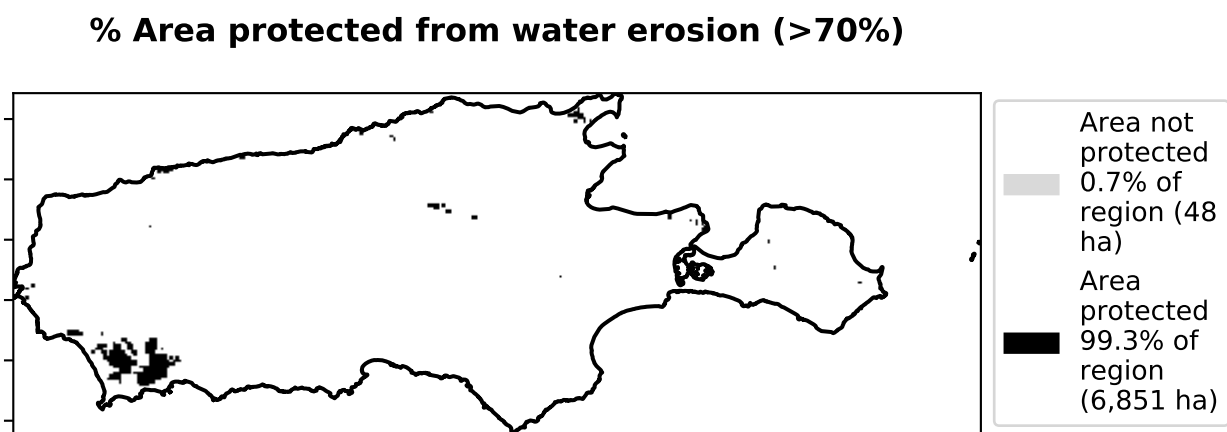 % Area protected from water erosion (>70%)
Area not
protected
0.7% of
region (48
ha)
Area
protected
99.3% of
region
(6,851 ha)